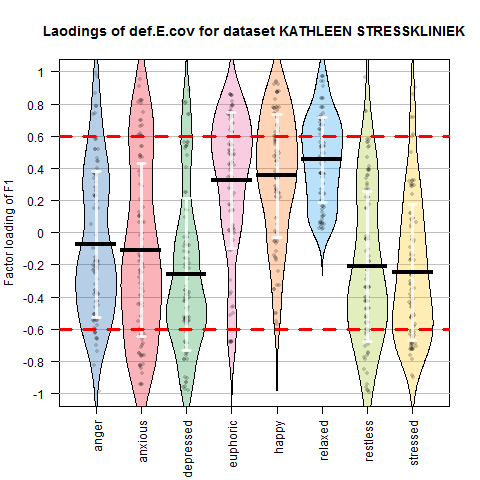 Laodings of def.E.cov for dataset KATHLEEN STRESSKLINIEK
Factor loading of F1
1
0.8
0.6
0.4
0.2
0
-0.2
-0.4
-0.6
-0.8
-1
anger
anxious
depressed
euphoric
happy
relaxed
restless
stressed